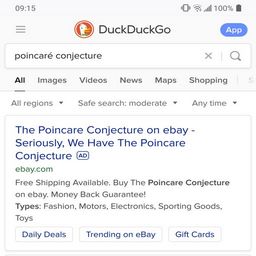 09:15 100%
DuckDuckGo App
poincaré conjecture
All Images Videos News Maps Shopping
All regions Safe search: moderate Any time
The Poincare Conjecture on ebay -
Seriously, We Have The Poincare
Conjecture AD
ebay.com
Free Shipping Available. Buy The Poincare Conjecture
on ebay. Money Back Guarantee!
Types: Fashion, Motors, Electronics, Sporting Goods,
Toys
Daily Deals Trending on eBay Gift Cards